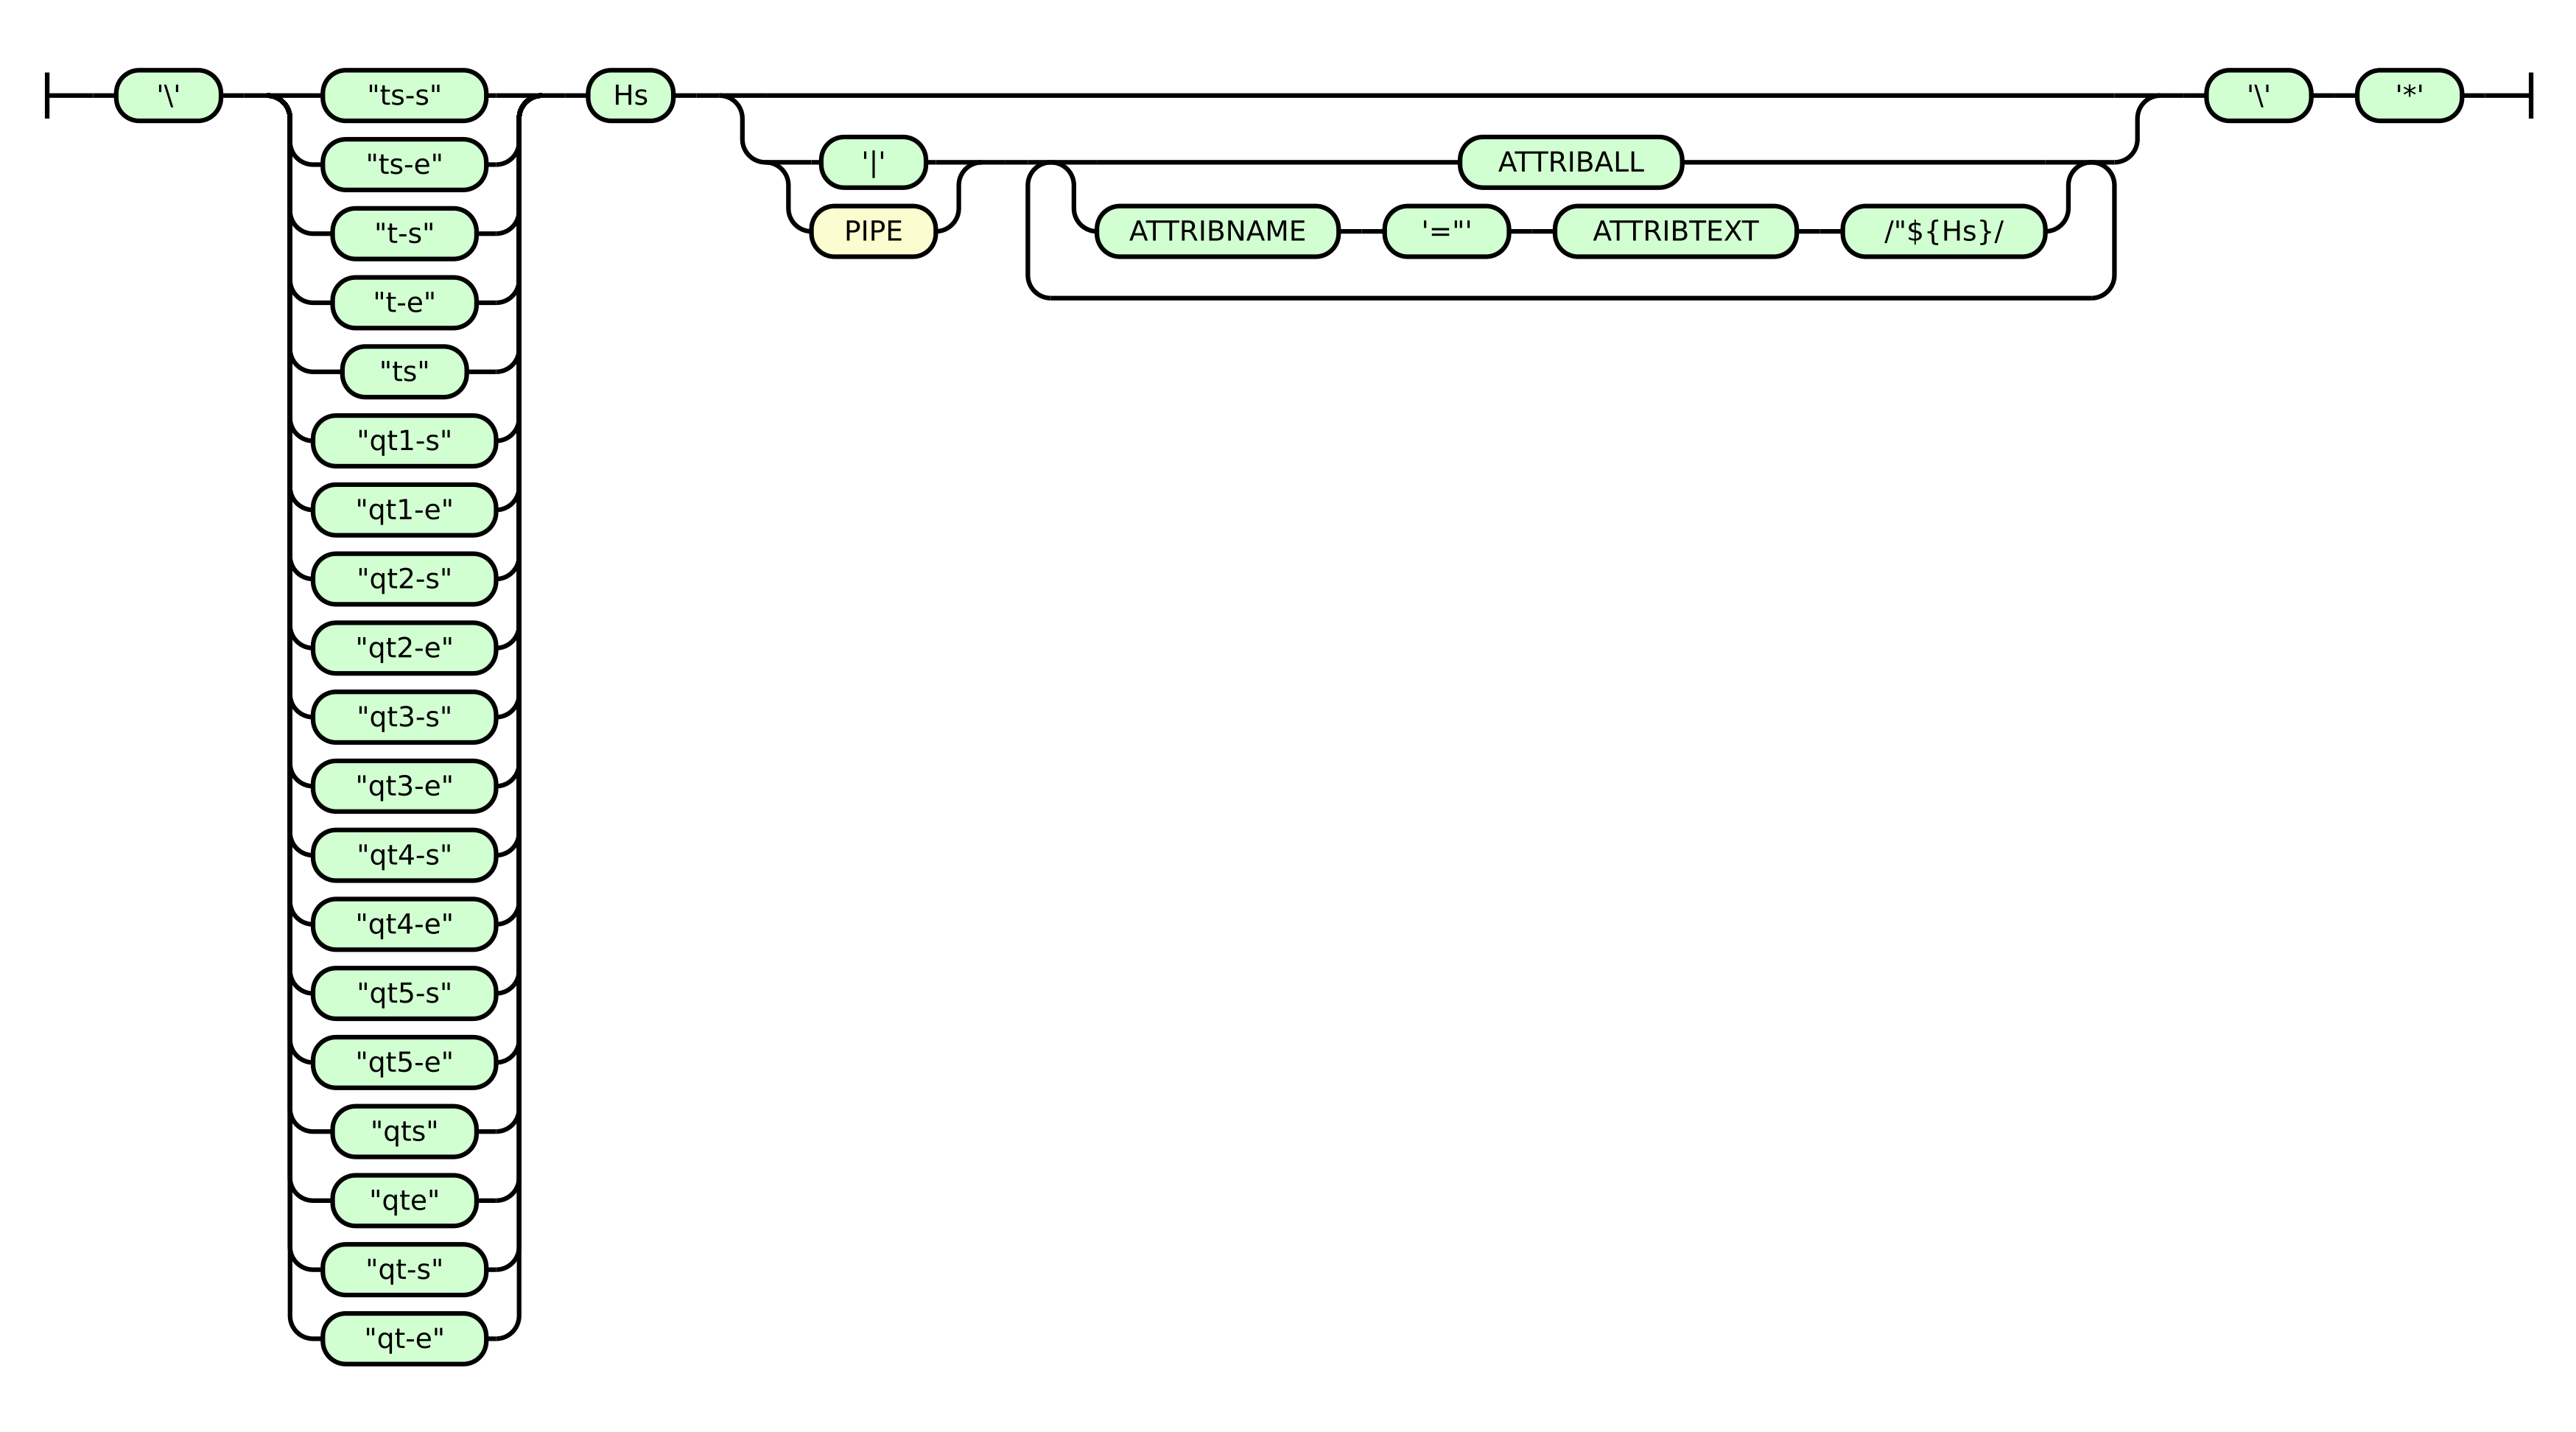 '\' "ts-s" Hs '\' '*'
"ts-e" '|' ATTRIBALL
"t-s" PIPE ATTRIBNAME '="' ATTRIBTEXT /"${Hs}/
"t-e"
"ts"
"qt1-s"
"qt1-e"
"qt2-s"
"qt2-e"
"qt3-s"
"qt3-e"
"qt4-s"
"qt4-e"
"qt5-s"
"qt5-e"
"qts"
"qte"
"qt-s"
"qt-e"